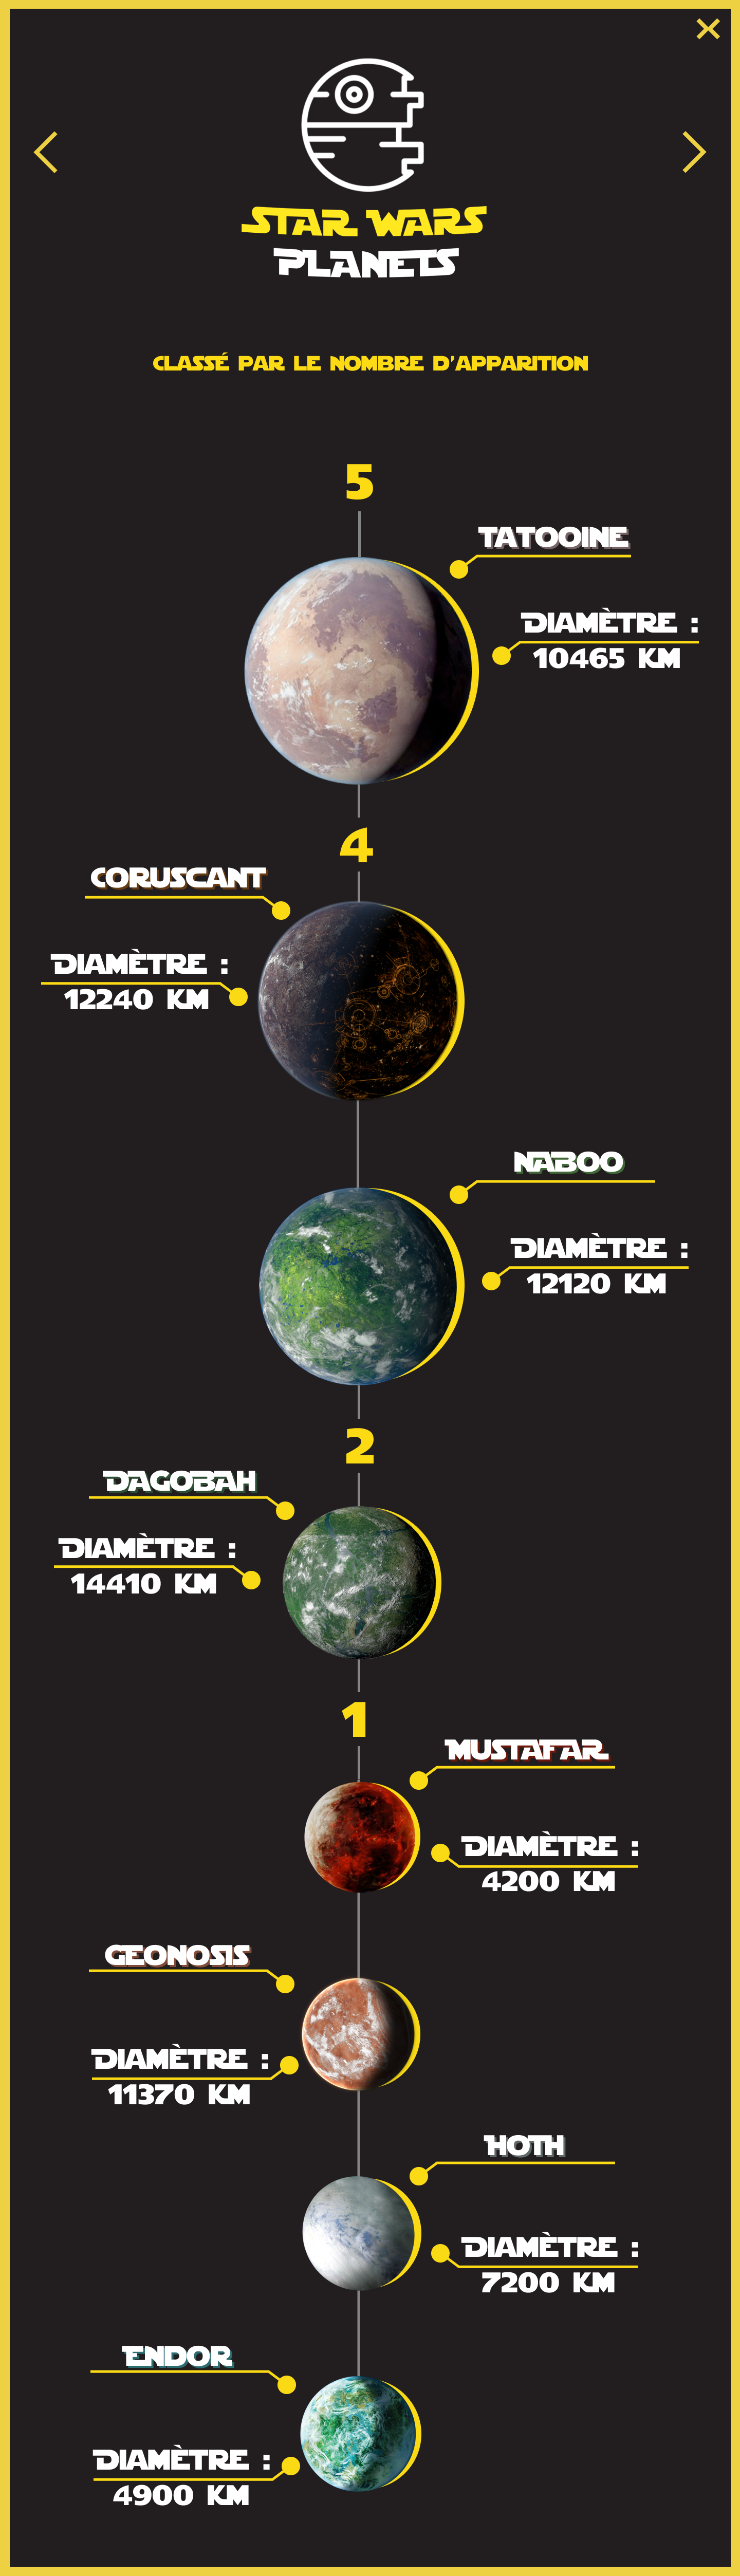 STAR WARS
PLANETS
CLASSÉ PAR LE NOMBRE D'APPARITION
5
TATOOINE
DIAMÈTRE :
10465 KM
4
CORUSCANT
DIAMÈTRE :
12240 KM
NABOO
DIAMÈTRE :
12120 KM
2
DAGOBAH
DIAMÈTRE :
14410 KM
1
MUSTAFAR
DIAMÈTRE :
4200 KM
GEONOSIS
DIAMÈTRE :
11370 KM
HOTH
DIAMÈTRE :
7200 KM
ENDOR
DIAMÈTRE :
4900 KM